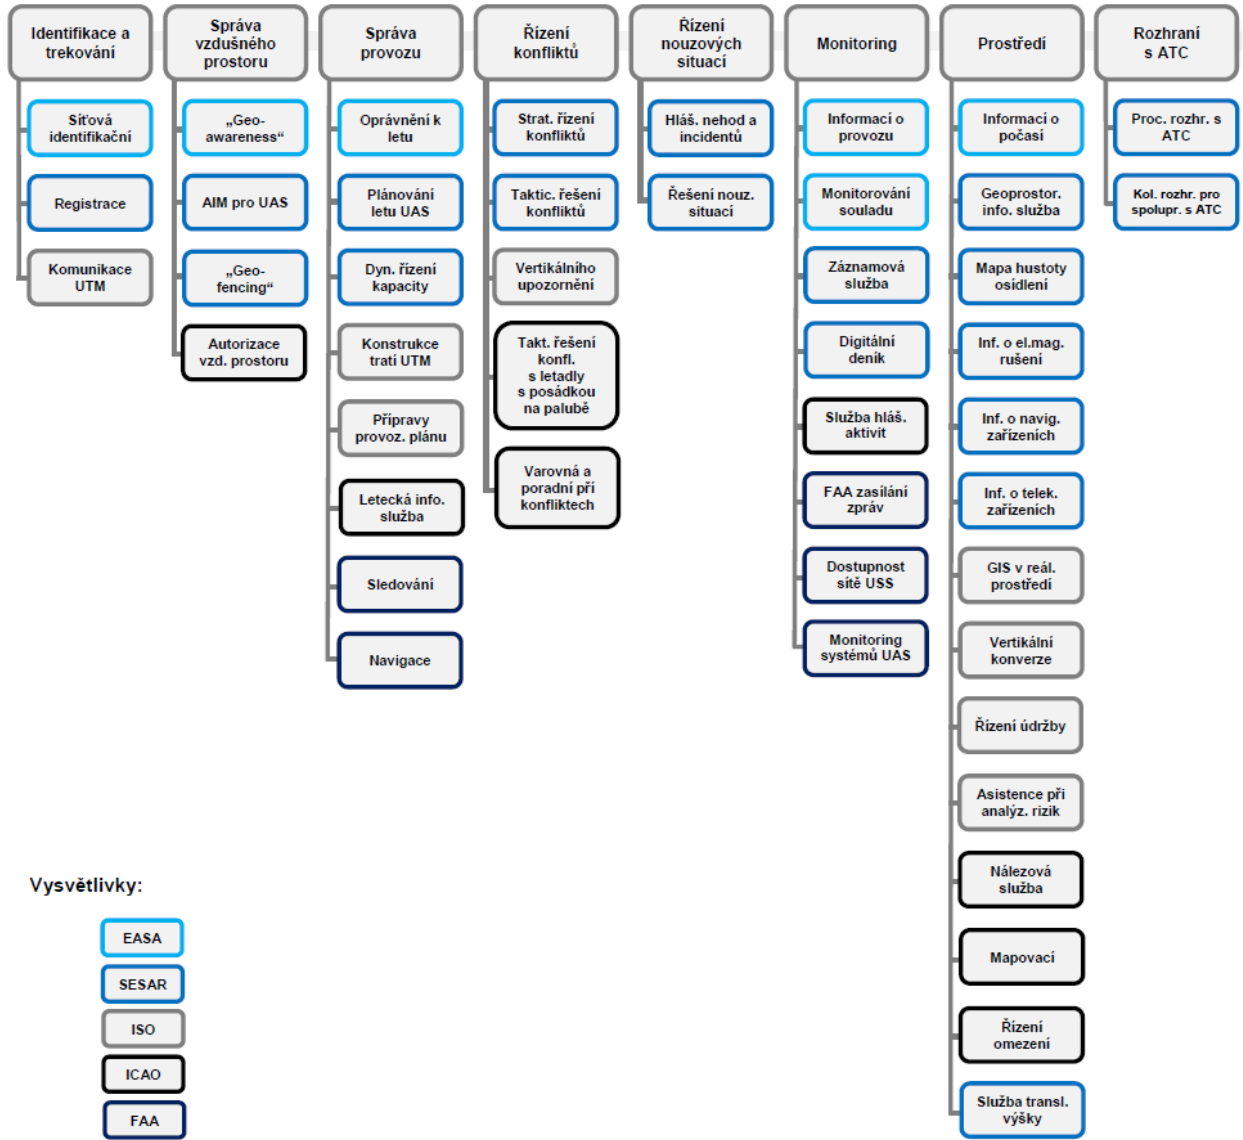 Identifikace a
trekování
Správa
vzdušného
prostoru
Správa
provozu
Řízení
konfliktů
Řízení
nouzových
situací
Monitoring
Prostředí
Rozhraní
s ATC
Síťová
identifikační
Registrace
Komunikace
UTM
„Geo-
awareness“
AIM pro UAS
„Geo-
fencing“
Autorizace
vzd. prostoru
Oprávnění k
letu
Plánování
letu UAS
Dyn. řízení
kapacity
Konstrukce
tratí UTM
Přípravy
provoz. plánu
Letecká info.
služba
Sledování
Navigace
Strat. řízení
konfliktů
Taktic. řešení
konfliktů
Vertikálního
upozornění
Takt. řešení
konfl.
s letadly
s posádkou
na palubě
Varovná a
poradní pří
konfliktech
Hláš. nehod a
incidentů
Řešení nouz.
situací
Informací o
provozu
Monitorování
souladu
Záznamová
služba
Digitální
deník
Služba hláš.
aktivit
FAA zasílání
zpráv
Dostupnost
sítě USS
Monitoring
systémů UAS
Informací o
počasí
Geoprostor.
info. služba
Mapa hustoty
osídlení
Inf. o el.mag.
rušení
Inf. o navig.
zařízeních
Inf. o telek.
zařízeních
GIS v reál.
prostředí
Vertikální
konverze
Řízení údržby
Asistence při
analýz. rizik
Nálezová
služba
Mapovací
Řízení
omezení
Služba transl.
výšky
Proc. rozhr. s
ATC
Kol. rozhr. pro
spolupr. s ATC
Vysvětlivky:
EASA
SESAR
ISO
ICAO
FAA